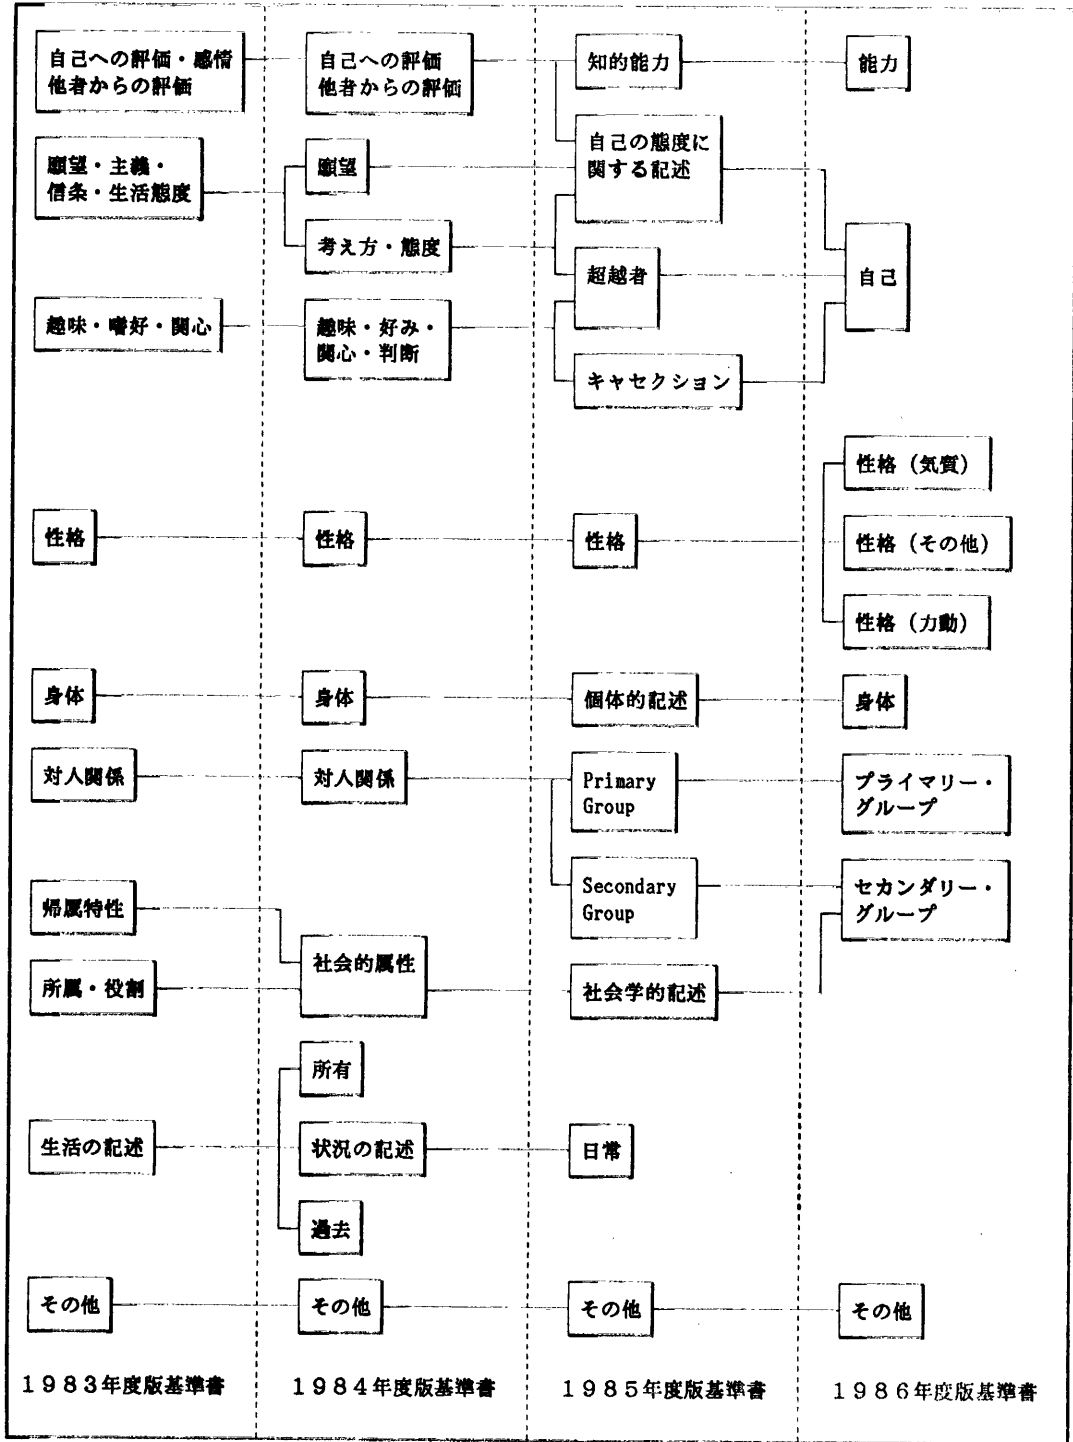 自己への評価・感情
他者からの評価
願望・主義・
信条・生活態度
趣味・嗜好・関心
性格
身体
対人関係
帰属特性
所属・役割
生活の記述
その他
1983年度版基準書
自己への評価
他者からの評価
願望
考え方・態度
趣味・好み・
関心・判断
性格
身体
対人関係
社会的属性
所有
状況の記述
過去
その他
1984年度版基準書
知的能力
自己の態度に
関する記述
超越者
キャセクション
性格
個体的記述
Primary
Group
Secondary
Group
社会学的記述
日常
その他
1985年度版基準書
能力
自己
性格(気質)
性格(その他)
性格(力動)
身体
プライマリー・
グループ
セカンダリー・
グループ
その他
1986年度版基準書